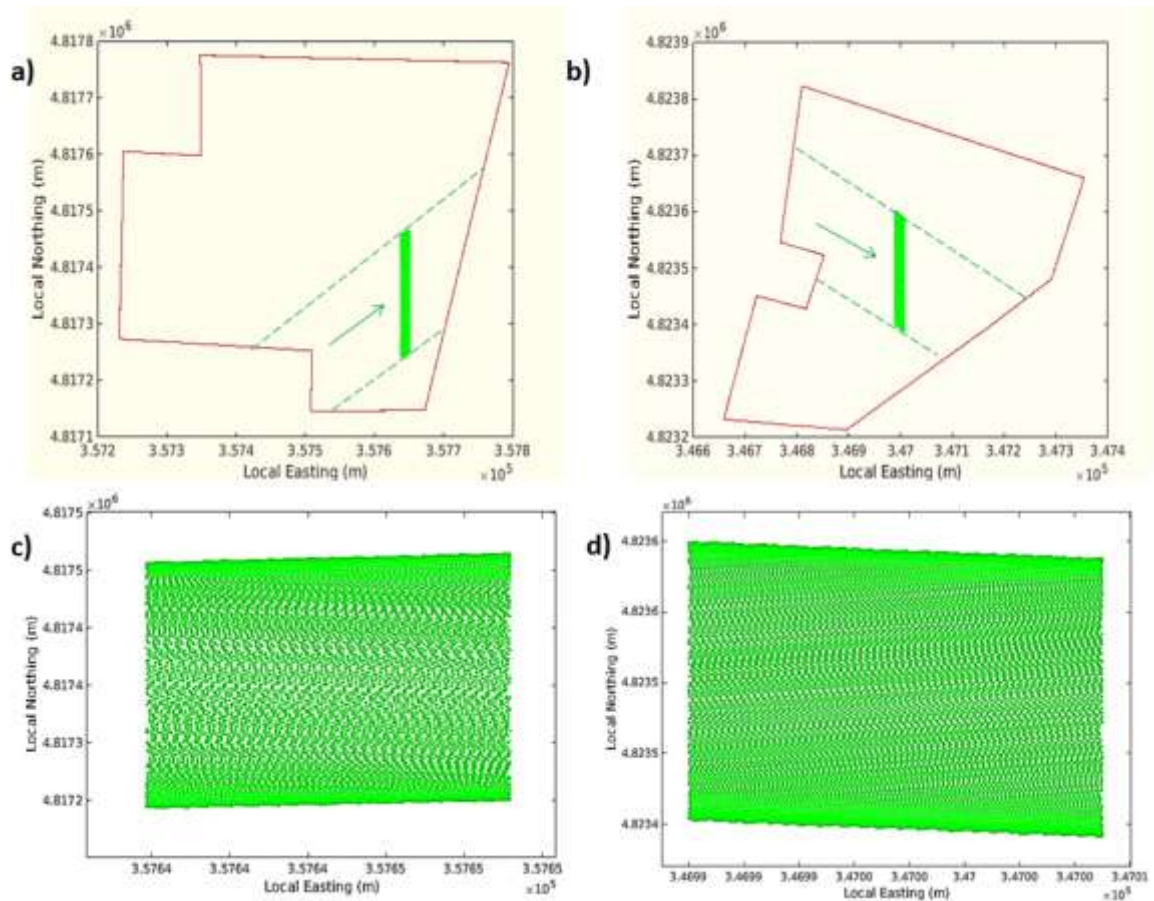 a)
×10⁶
4.8178
4.8177
4.8176
4.8175
4.8174
4.8173
4.8172
4.8171
Local Northing (m)
3.572 3.573 3.574 3.575 3.576 3.577 3.578
Local Easting (m)
×10⁵
b)
×10⁶
4.8239
4.8238
4.8237
4.8236
4.8235
4.8234
4.8233
4.8232
Local Northing (m)
3.466 3.467 3.468 3.469 3.47 3.471 3.472 3.473 3.474
Local Easting (m)
×10⁵
c)
×10⁶
4.8175
4.8175
4.8174
4.8174
4.8173
4.8172
Local Northing (m)
3.5764 3.5764 3.5764 3.5765 3.5765 3.5765
Local Easting (m)
×10⁵
d)
×10⁶
4.8236
4.8236
4.8235
4.8235
4.8234
Local Northing (m)
3.4699 3.4699 3.4700 3.4700 3.47 3.4700 3.4700 3.4701
Local Easting (m)
×10⁵